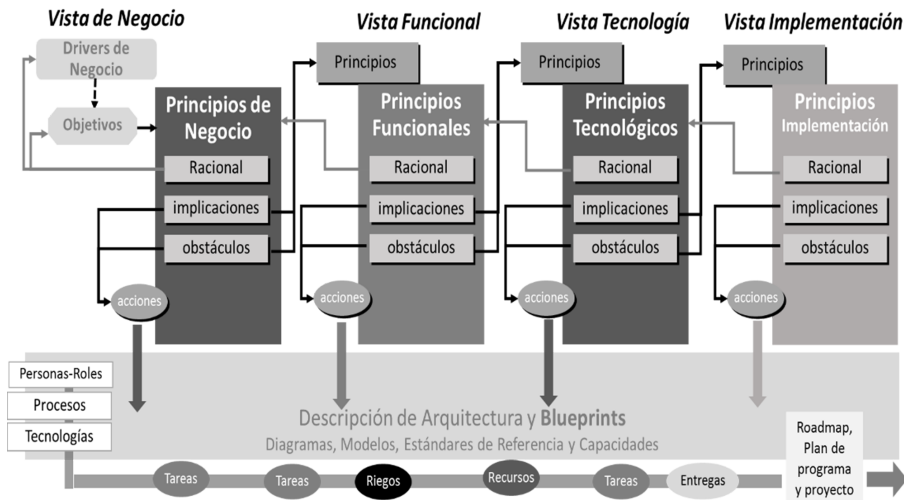 Vista de Negocio
Vista Funcional
Vista Tecnología
Vista Implementación
Drivers de
Negocio
Objetivos
Principios de
Negocio
Racional
implicaciones
obstáculos
acciones
Principios
Principios
Funcionales
Racional
implicaciones
obstáculos
acciones
Principios
Principios
Tecnológicos
Racional
implicaciones
obstáculos
acciones
Principios
Principios
Implementación
Racional
implicaciones
obstáculos
acciones
Personas-Roles
Procesos
Tecnologías
Descripción de Arquitectura y Blueprints
Diagramas, Modelos, Estándares de Referencia y Capacidades
Tareas
Tareas
Riegos
Recursos
Tareas
Entregas
Roadmap,
Plan de
programa
y proyecto